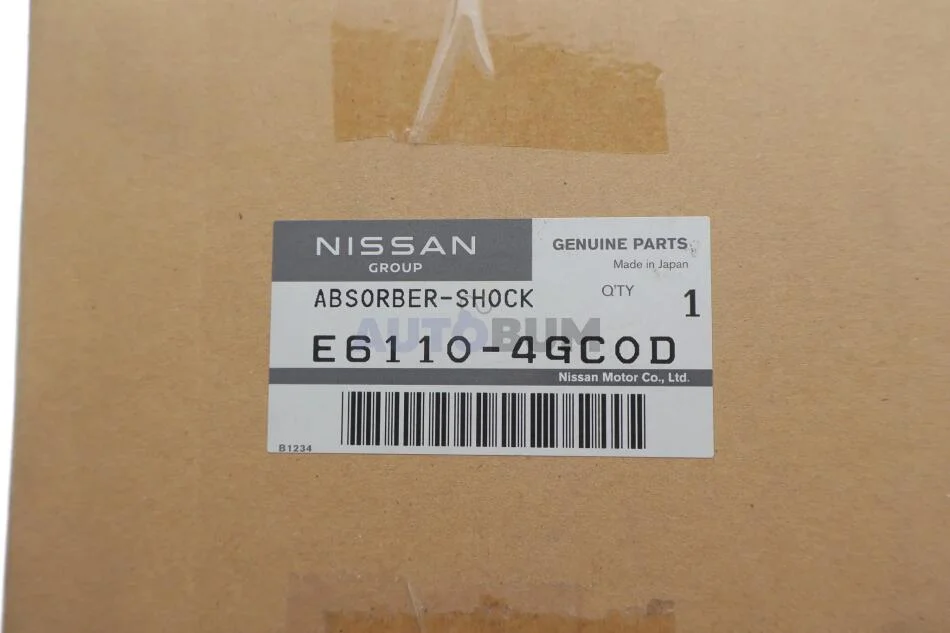 NISSAN
GROUP
GENUINE PARTS
Made in Japan
ABSORBER-SHOCK
Q'TY 1
AUTOBUM
E6110-4GC0D
Nissan Motor Co., Ltd.
B1234